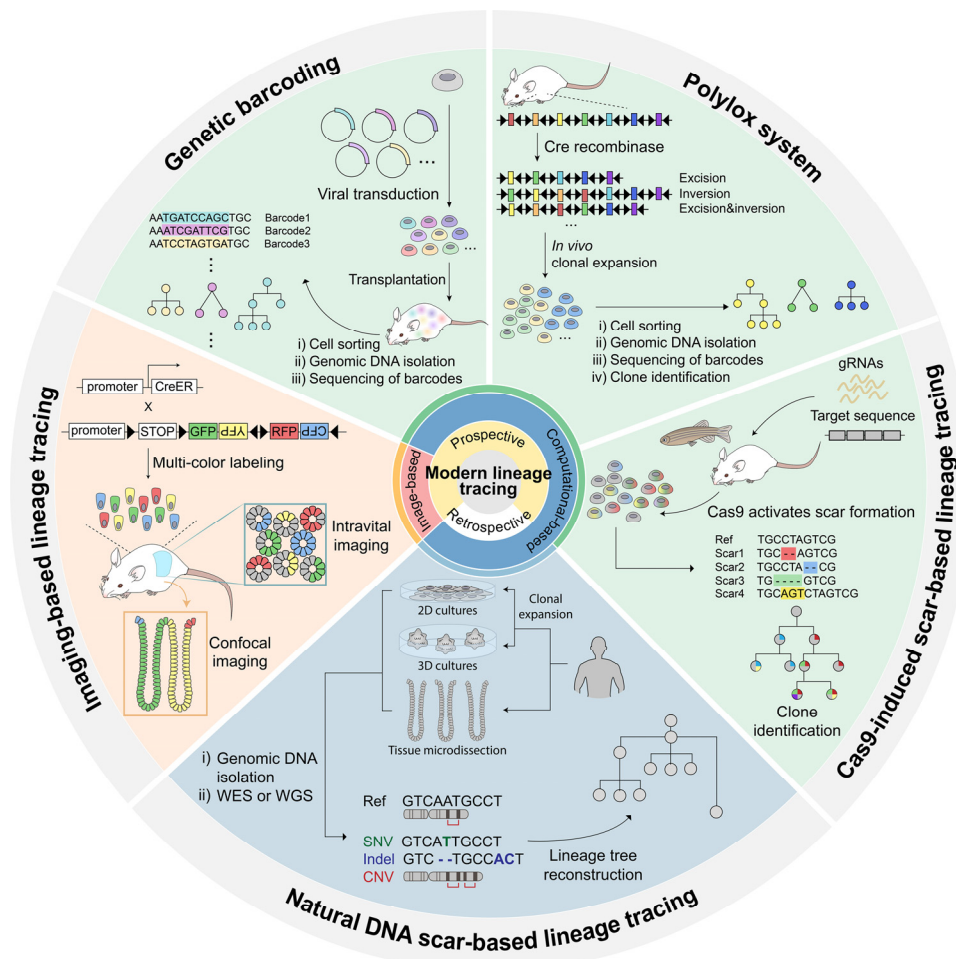 Genetic barcoding
Viral transduction
AATGATCCAGCTGC Barcode1
AAATCGATTCGTGC Barcode2
AATCCTAGTGATGC Barcode3
Transplantation
i) Cell sorting
ii) Genomic DNA isolation
iii) Sequencing of barcodes
Polylox system
Cre recombinase
Excision
Inversion
Excision&inversion
In vivo
clonal expansion
i) Cell sorting
ii) Genomic DNA isolation
iii) Sequencing of barcodes
iv) Clone identification
Cas9-induced scar-based lineage tracing
gRNAs
Target sequence
Cas9 activates scar formation
Ref TGCCTAGTCG
Scar1 TGC--AGTCG
Scar2 TGCCTA--CG
Scar3 TG----GTCG
Scar4 TGCAGTCTAGTCG
Clone
identification
Natural DNA scar-based lineage tracing
2D cultures
Clonal
expansion
3D cultures
Tissue microdissection
i) Genomic DNA
isolation
ii) WES or WGS
Ref GTCAATGCCT
SNV GTCATTGCCT
Indel GTC--TGCCACT
CNV
Lineage tree
reconstruction
Imaging-based lineage tracing
promoter CreER
X
promoter STOP GFP YFP RFP CFP
Multi-color labeling
Intravital
imaging
Confocal
imaging
Modern lineage
tracing
Prospective
Retrospective
Image-based
Computational-based